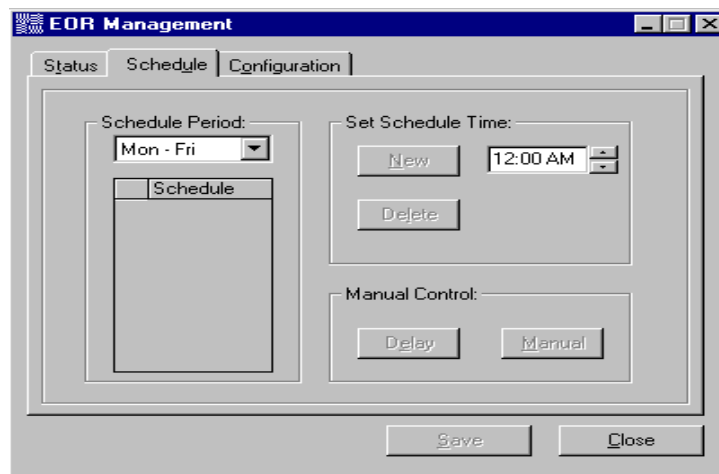 EOR Management
Status
Schedule
Configuration
Schedule Period:
Mon - Fri
Schedule
Set Schedule Time:
New
12:00 AM
Delete
Manual Control:
Delay
Manual
Save
Close